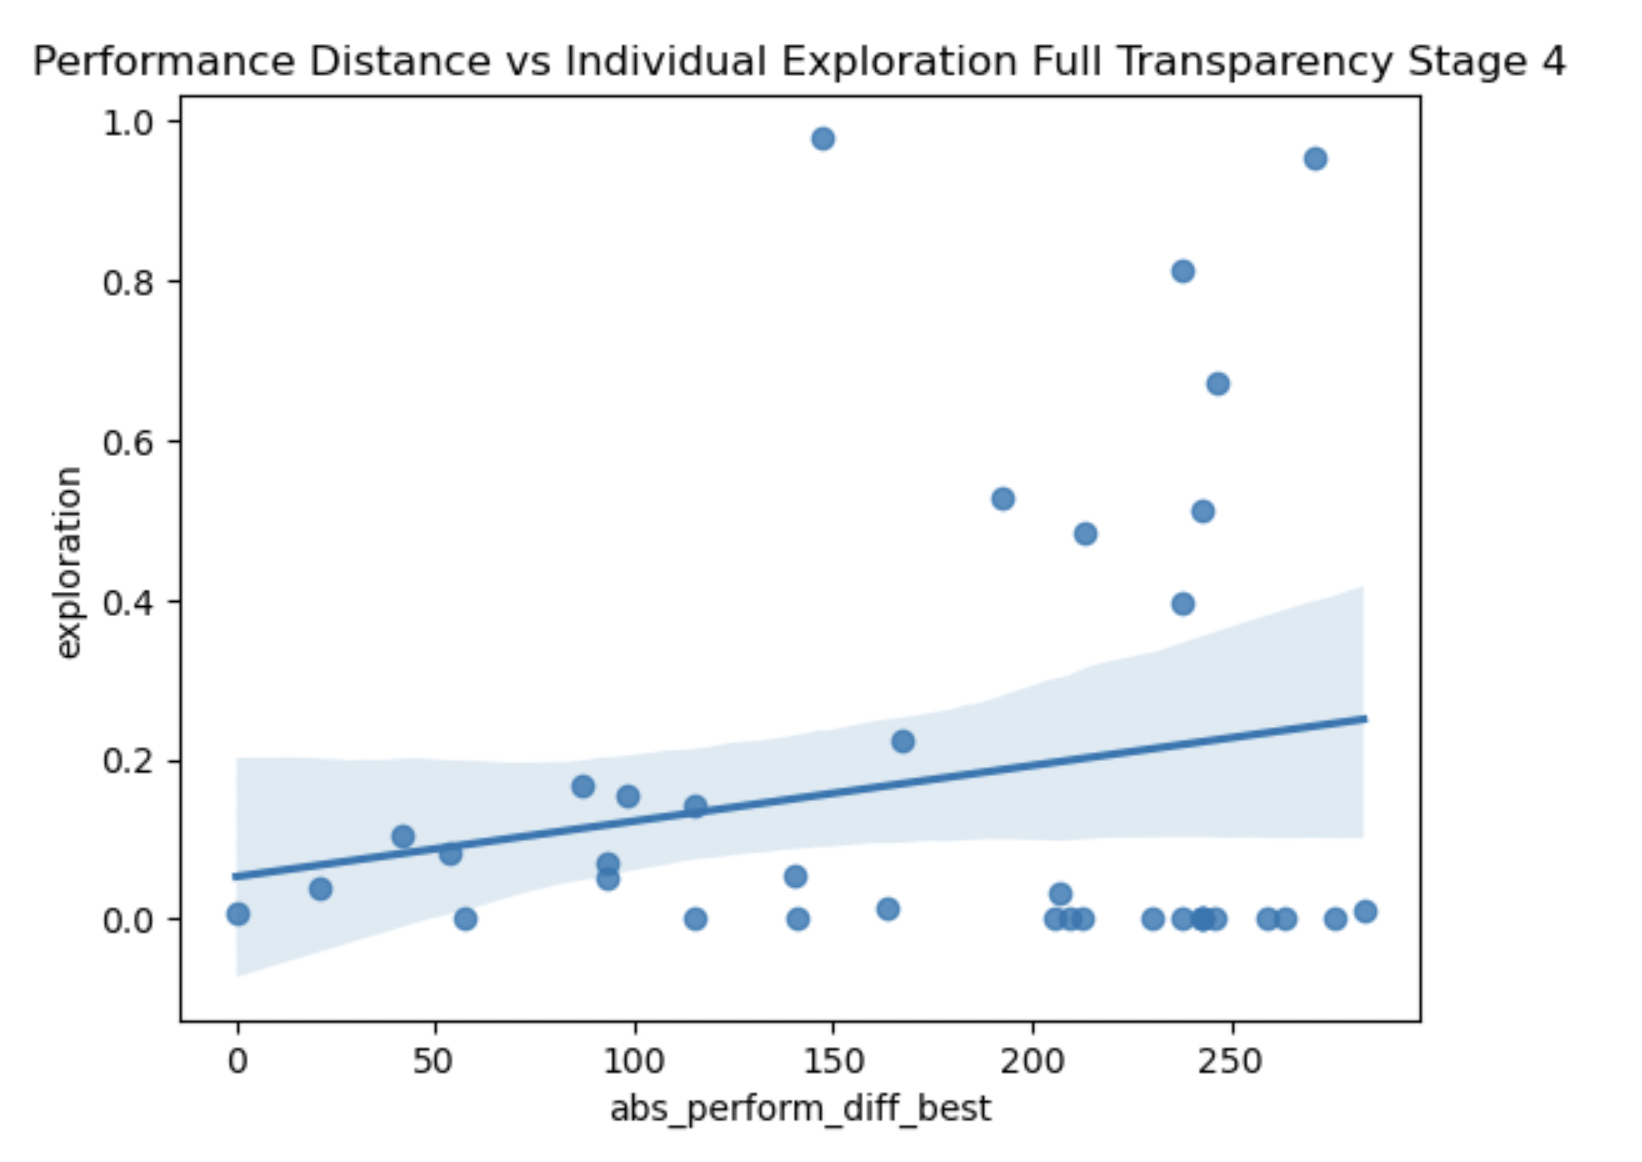 Performance Distance vs Individual Exploration Full Transparency Stage 4
1.0
0.8
0.6
0.4
0.2
0.0
exploration
0 50 100 150 200 250
abs_perform_diff_best